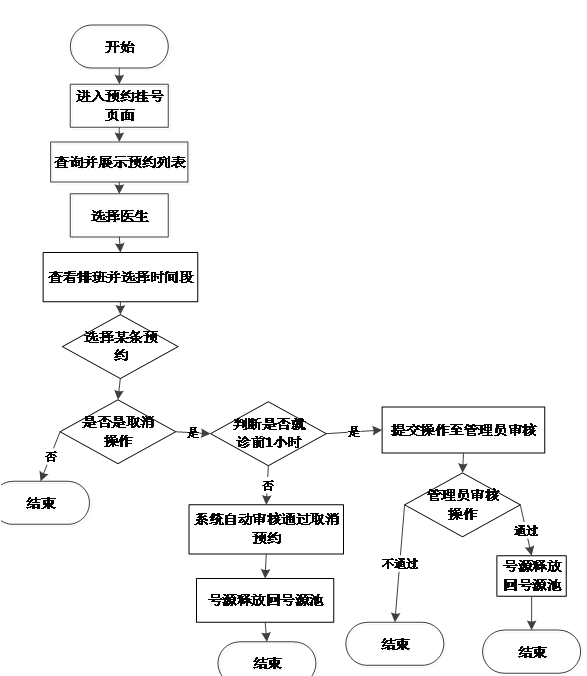 开始
进入预约挂号
页面
查询并展示预约列表
选择医生
查看排班并选择时间段
选择某条预
约
是否是取消
操作
是
判断是否就
诊前1小时
是
提交操作至管理员审核
否
结束
否
系统自动审核通过取消
预约
号源释放回号源池
结束
管理员审核
操作
不通过
结束
通过
号源释放
回号源池
结束